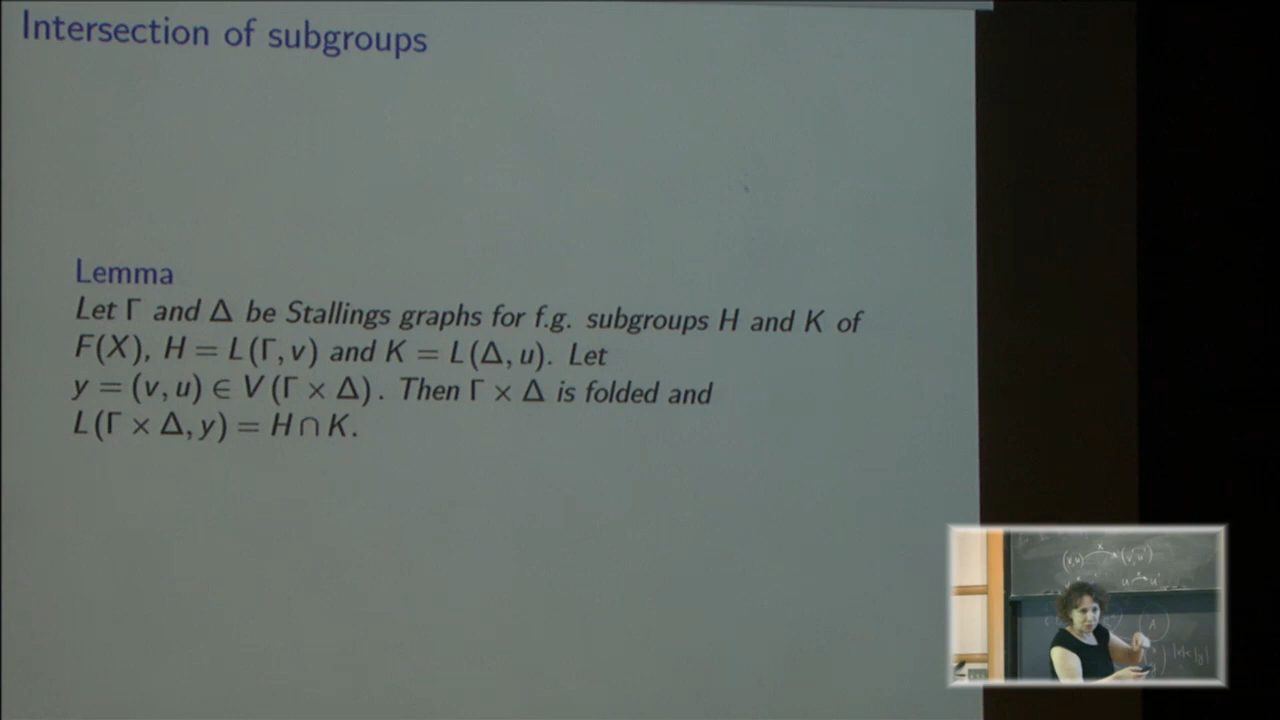 Intersection of subgroups
Lemma
Let Γ and Δ be Stallings graphs for f.g. subgroups H and K of
F(X), H = L(Γ, v) and K = L(Δ, u). Let
y = (v, u) ∈ V(Γ × Δ). Then Γ × Δ is folded and
L(Γ × Δ, y) = H ∩ K.
(v,u) x (v', u')
u x u'
A